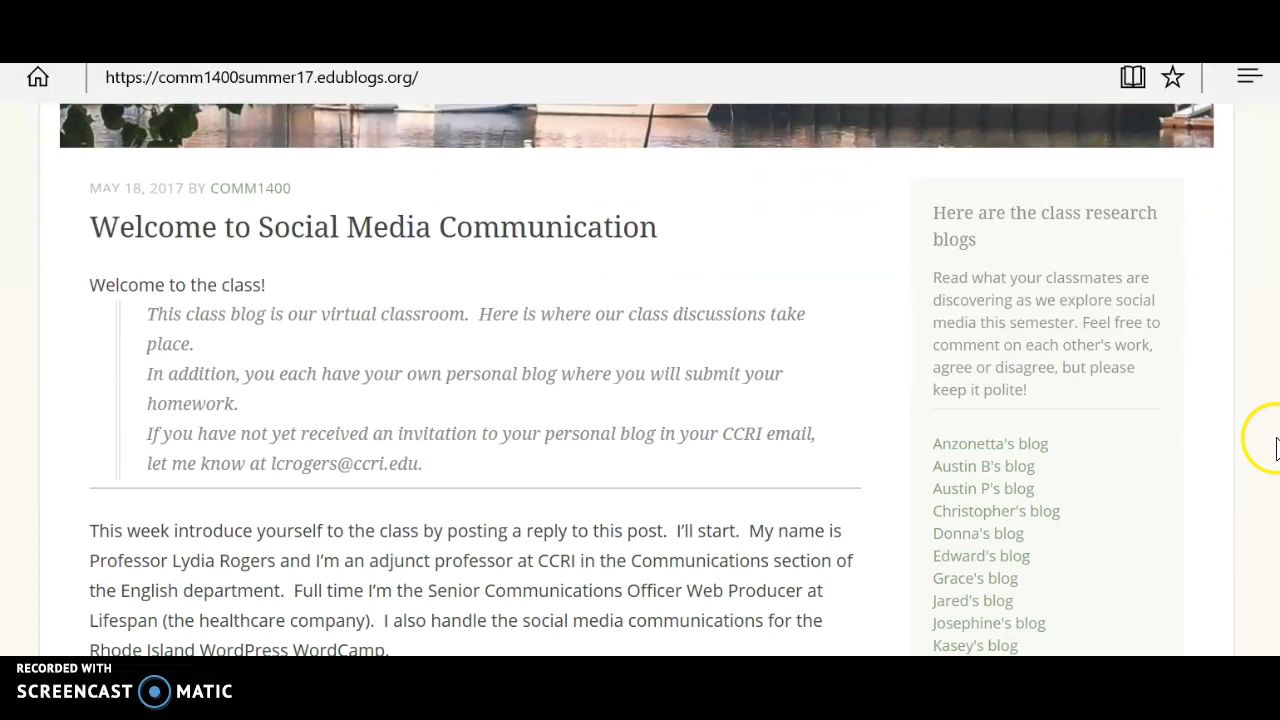 https://comm1400summer17.edublogs.org/
MAY 18, 2017 BY COMM1400
Welcome to Social Media Communication
Welcome to the class!
This class blog is our virtual classroom.  Here is where our class discussions take
place.
In addition, you each have your own personal blog where you will submit your
homework.
If you have not yet received an invitation to your personal blog in your CCRI email,
let me know at lcrogers@ccri.edu.
This week introduce yourself to the class by posting a reply to this post.  I’ll start.  My name is
Professor Lydia Rogers and I’m an adjunct professor at CCRI in the Communications section of
the English department.  Full time I’m the Senior Communications Officer Web Producer at
Lifespan (the healthcare company).  I also handle the social media communications for the
Rhode Island WordPress WordCamp.
Here are the class research
blogs
Read what your classmates are
discovering as we explore social
media this semester. Feel free to
comment on each other's work,
agree or disagree, but please
keep it polite!
Anzonetta's blog
Austin B's blog
Austin P's blog
Christopher's blog
Donna's blog
Edward's blog
Grace's blog
Jared's blog
Josephine's blog
Kasey's blog
RECORDED WITH
SCREENCAST MATIC